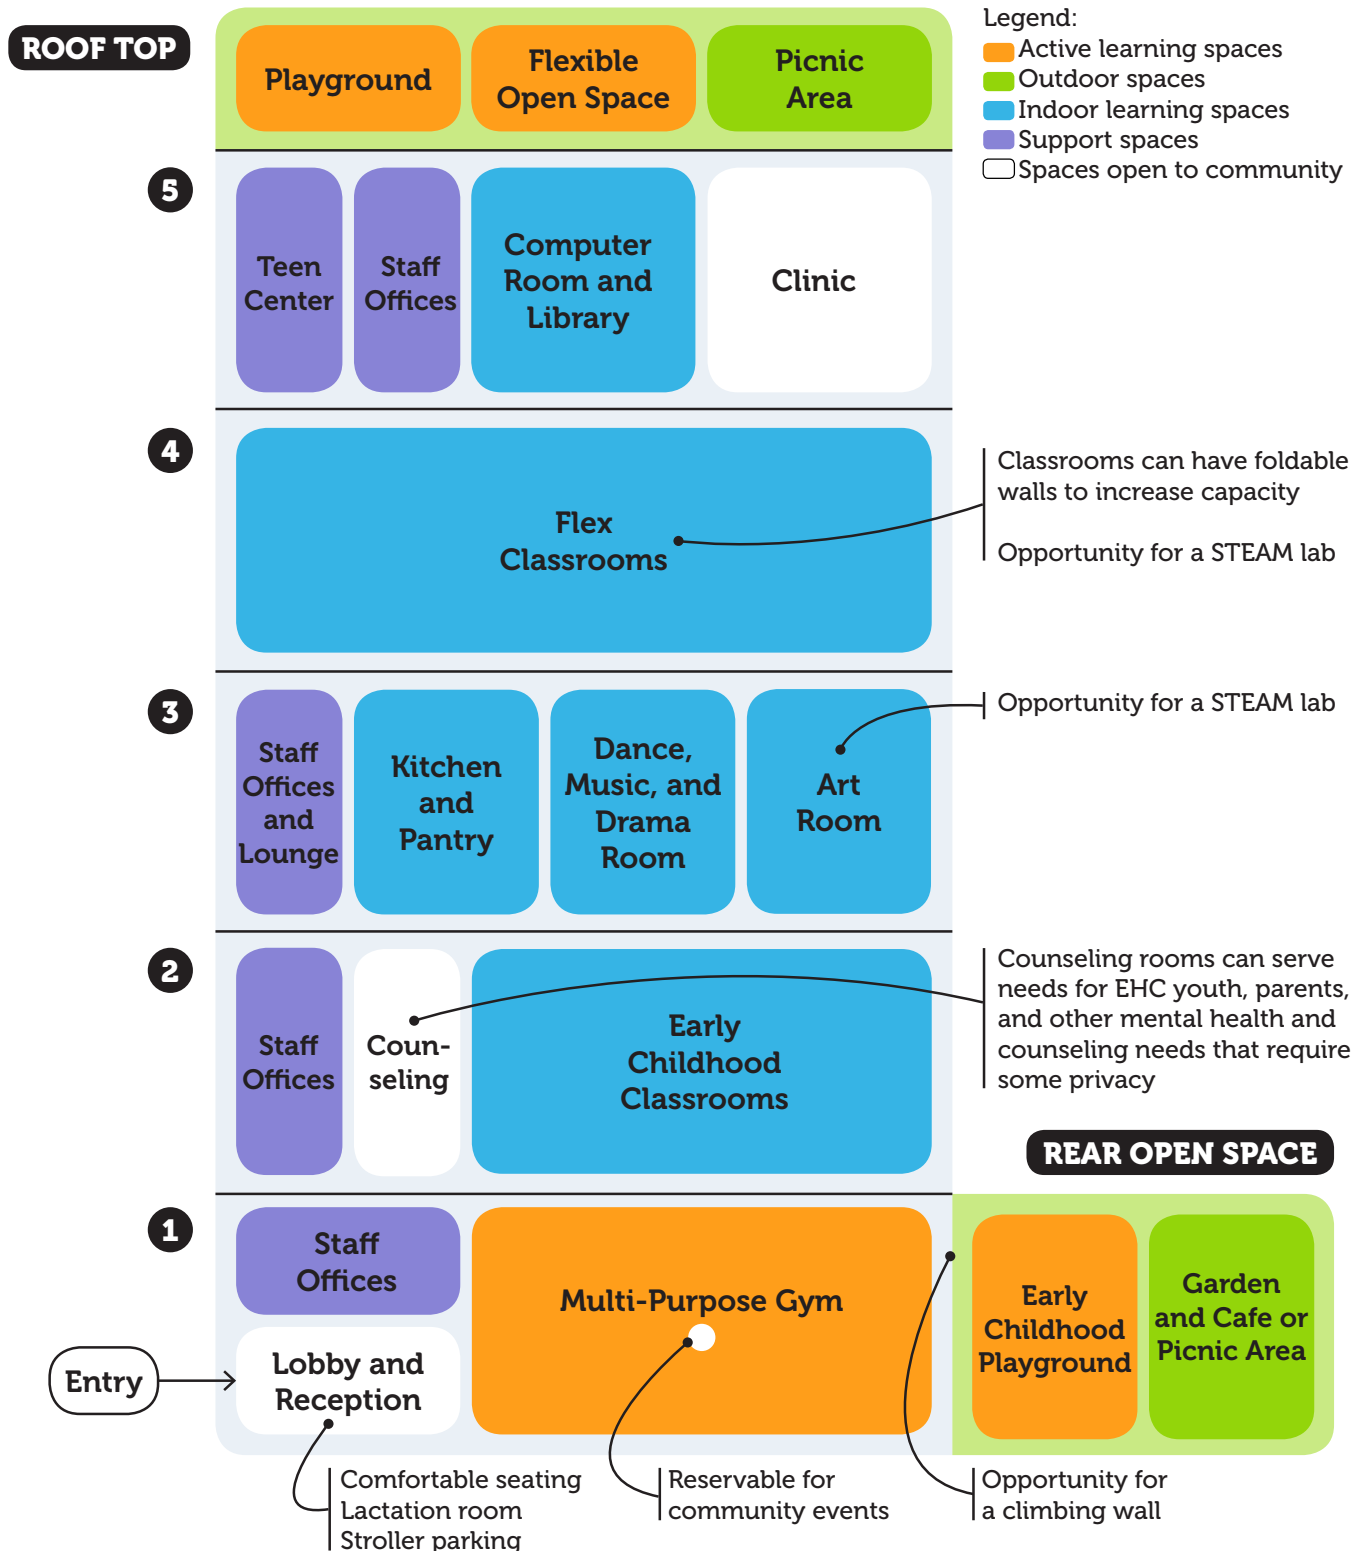 ROOF TOP
Playground
Flexible
Open Space
Picnic
Area
Legend:
Active learning spaces
Outdoor spaces
Indoor learning spaces
Support spaces
Spaces open to community
5
Teen
Center
Staff
Offices
Computer
Room and
Library
Clinic
4
Flex
Classrooms
Classrooms can have foldable
walls to increase capacity
Opportunity for a STEAM lab
3
Staff
Offices
and
Lounge
Kitchen
and
Pantry
Dance,
Music, and
Drama
Room
Art
Room
Opportunity for a STEAM lab
2
Staff
Offices
Coun-
seling
Early
Childhood
Classrooms
Counseling rooms can serve
needs for EHC youth, parents,
and other mental health and
counseling needs that require
some privacy
REAR OPEN SPACE
1
Staff
Offices
Multi-Purpose Gym
Early
Childhood
Playground
Garden
and Cafe or
Picnic Area
Entry
Lobby and
Reception
Comfortable seating
Lactation room
Stroller parking
Reservable for
community events
Opportunity for
a climbing wall